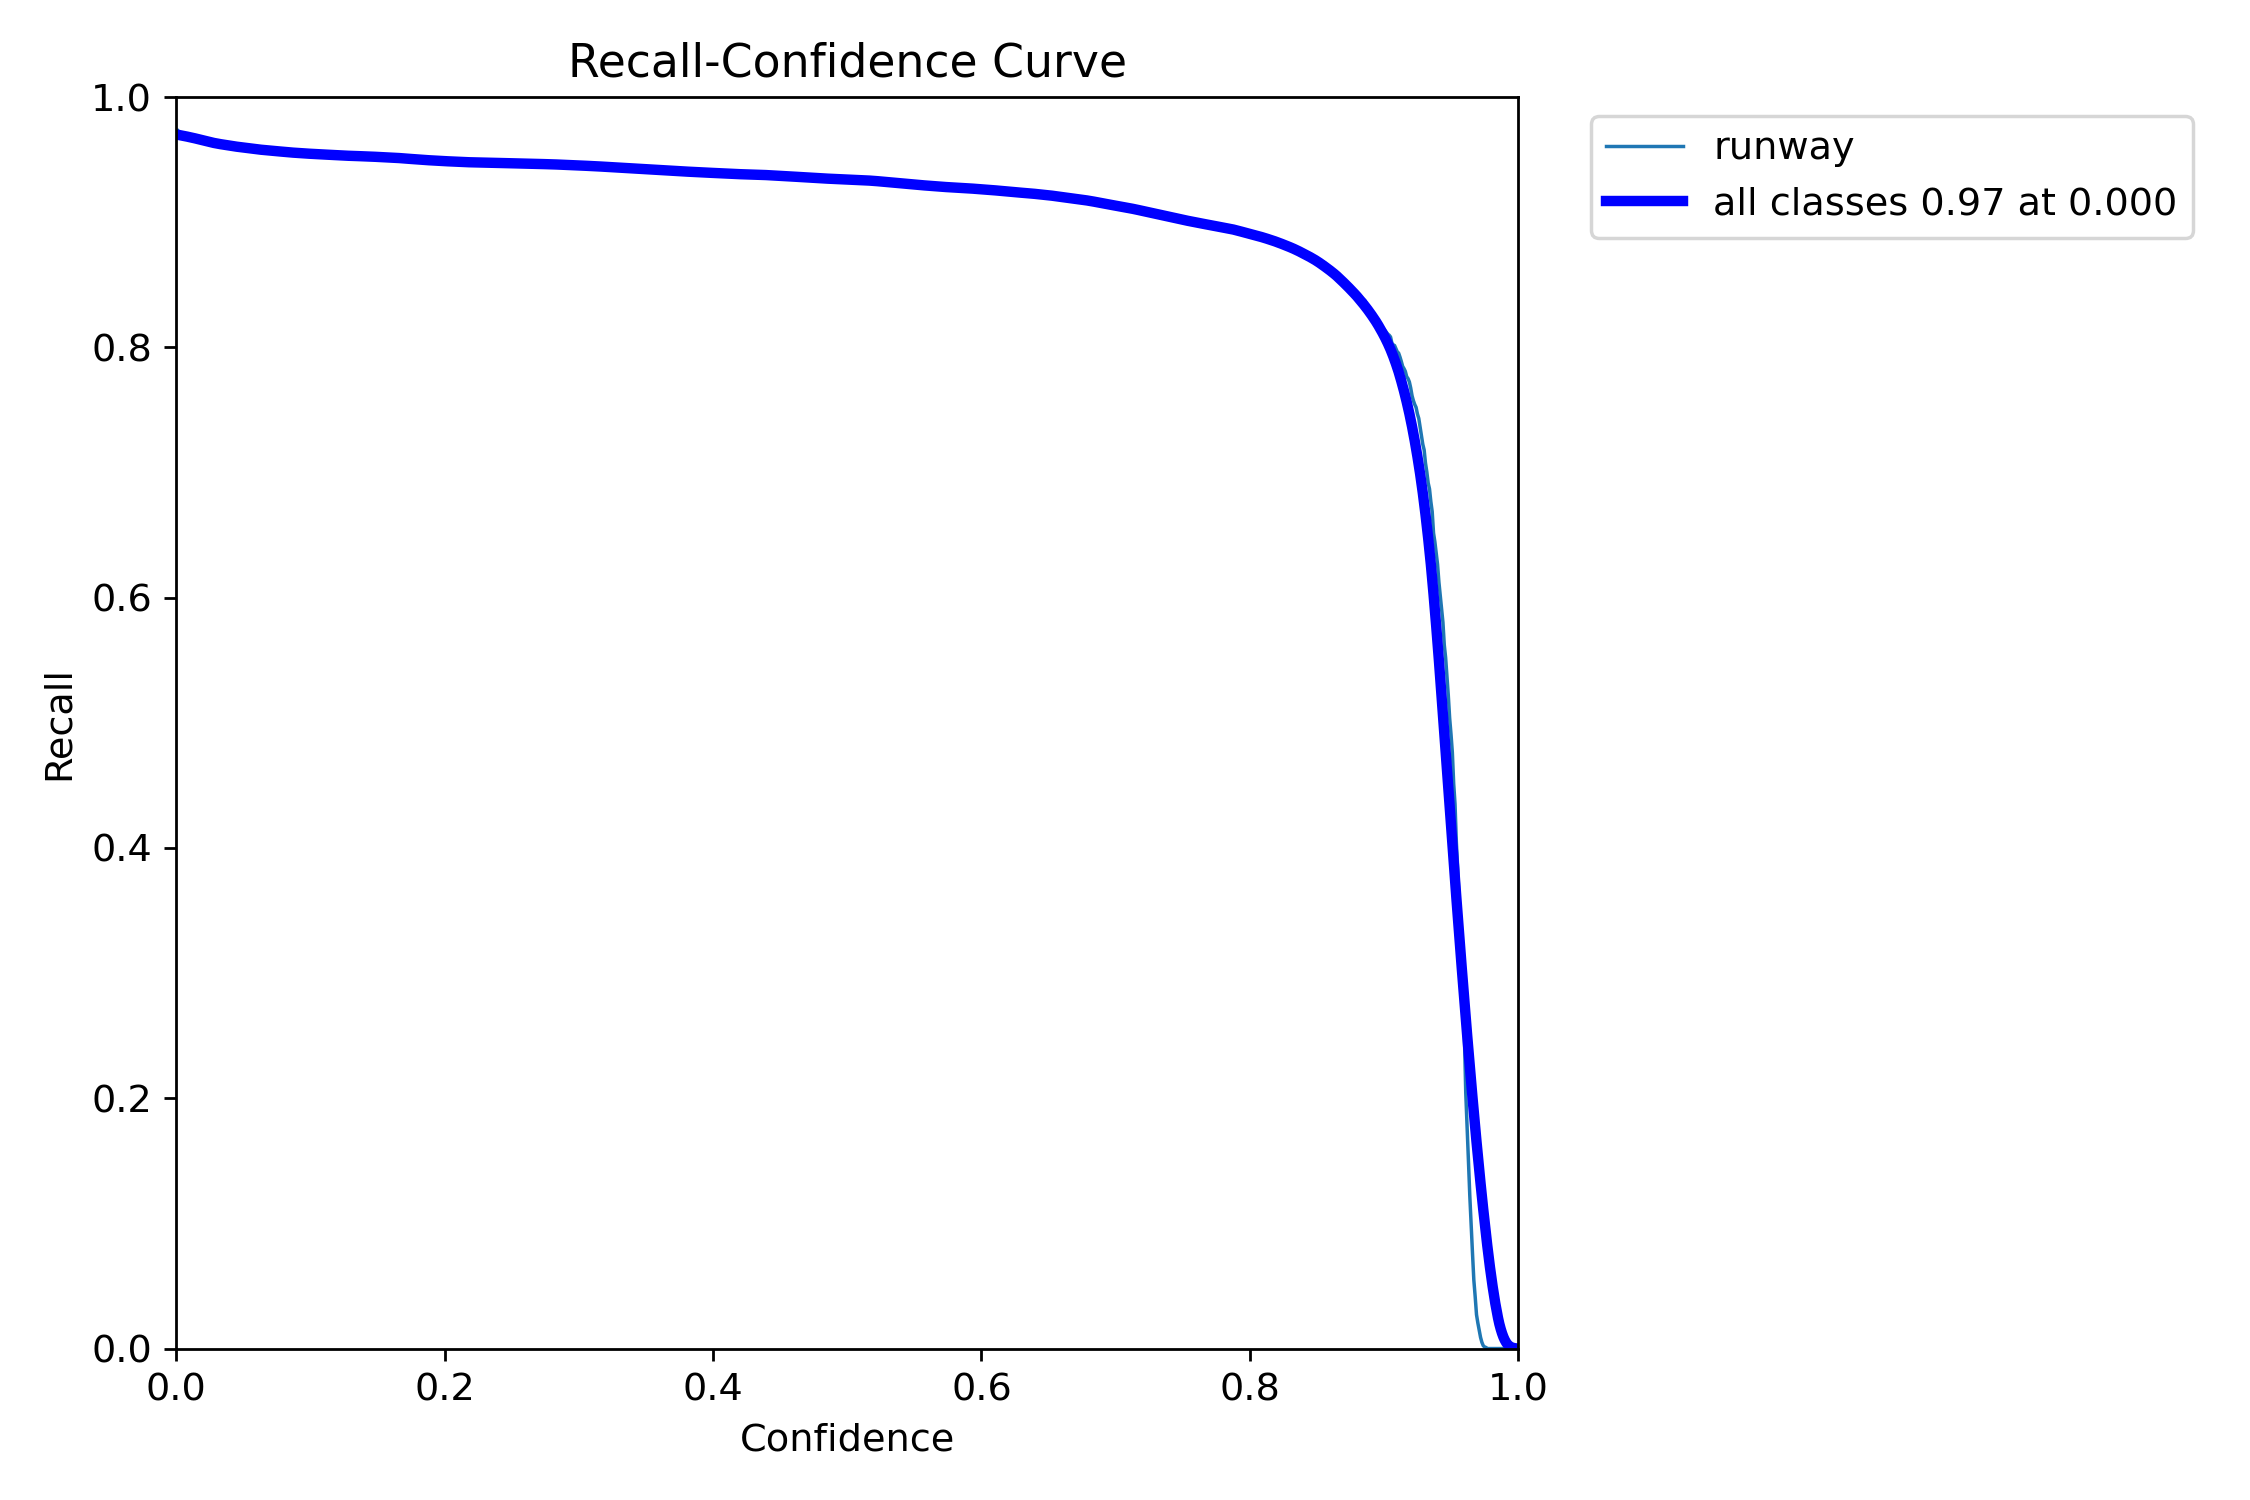 Recall-Confidence Curve
1.0
0.8
0.6
0.4
0.2
0.0
Recall
0.0 0.2 0.4 0.6 0.8 1.0
Confidence
runway
all classes 0.97 at 0.000